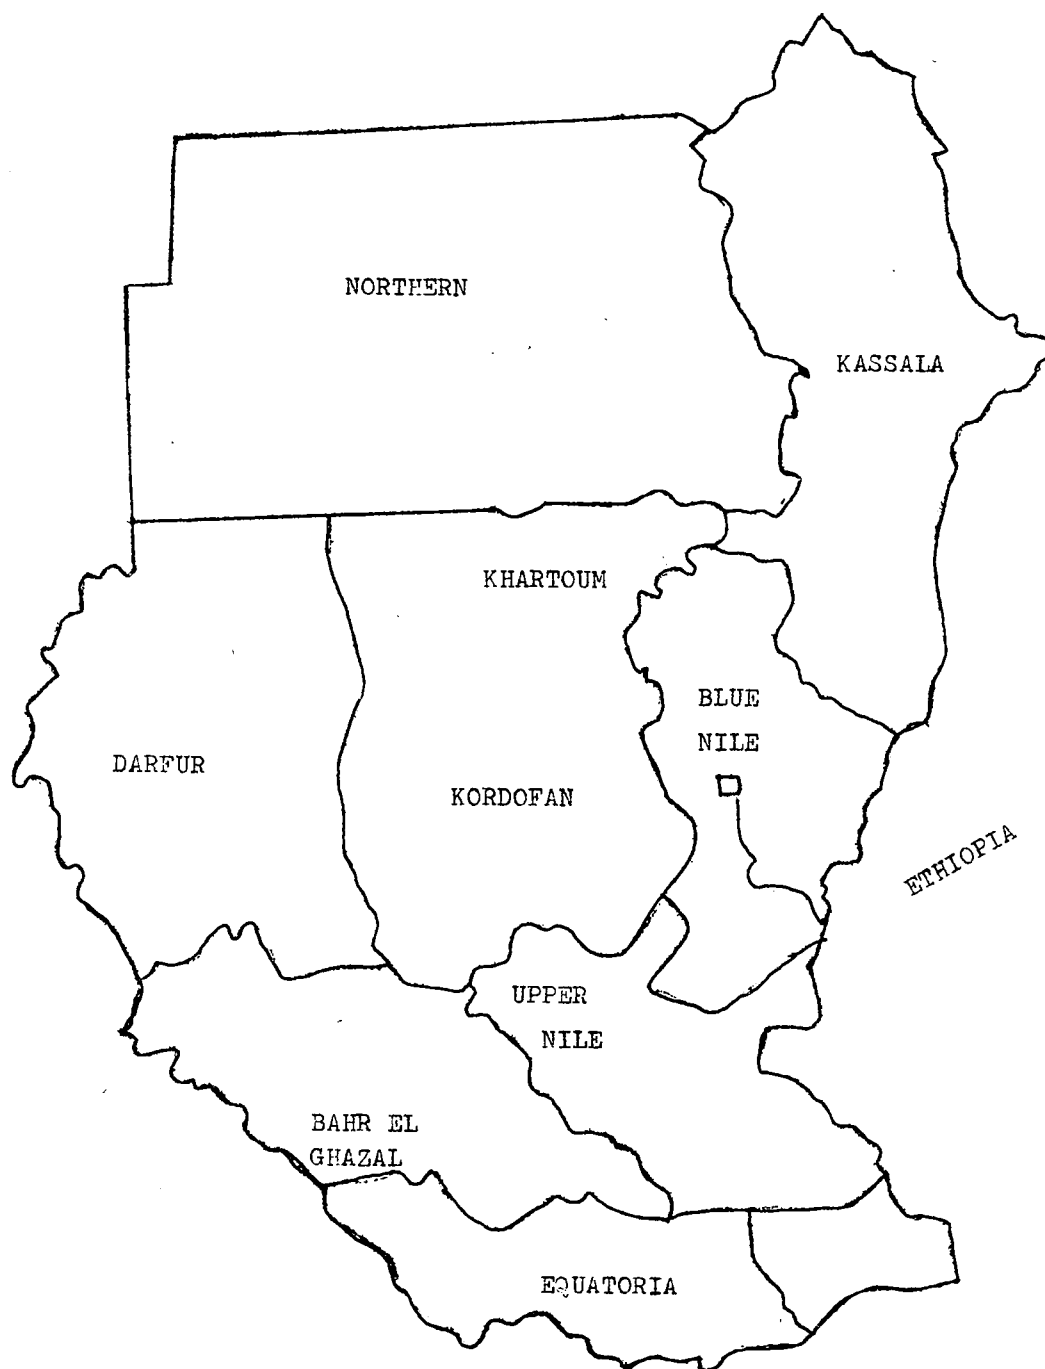 NORTHERN
KASSALA
KHARTOUM
BLUE
NILE
DARFUR
KORDOFAN
ETHIOPIA
UPPER
NILE
BAHR EL
GHAZAL
EQUATORIA